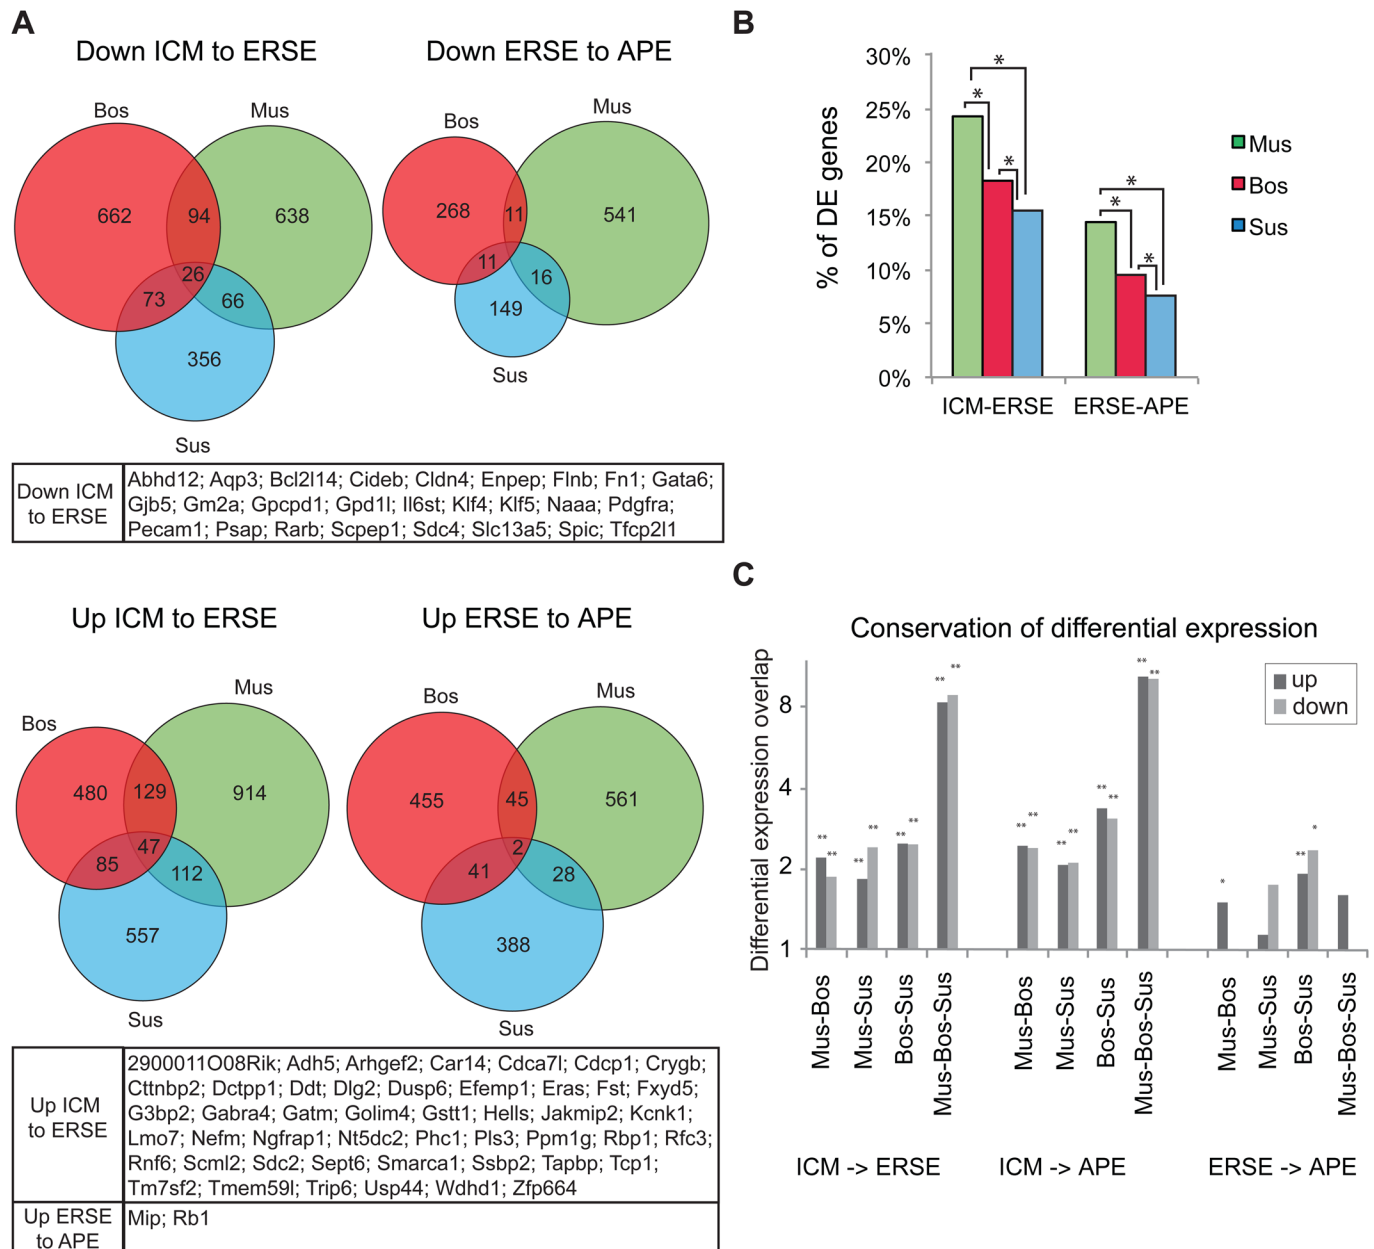 A
Down ICM to ERSE
Down ERSE to APE
Bos
Mus
662
94
638
26
73
66
356
Sus
Bos
Mus
268
11
541
11
16
149
Sus
Down ICM
to ERSE
Abhd12; Aqp3; Bcl2l14; Cideb; Cldn4; Enpep; Flnb; Fn1; Gata6;
Gjb5; Gm2a; Gpcpd1; Gpd1l; Il6st; Klf4; Klf5; Naaa; Pdgfra;
Pecam1; Psap; Rarb; Scpep1; Sdc4; Slc13a5; Spic; Tfcp2l1
Up ICM to ERSE
Up ERSE to APE
Bos
Mus
480
129
914
47
85
112
557
Sus
Bos
Mus
455
45
561
2
41
28
388
Sus
Up ICM
to ERSE
2900011O08Rik; Adh5; Arhgef2; Car14; Cdca7l; Cdcp1; Crygb;
Cttnbp2; Dctpp1; Ddt; Dlg2; Dusp6; Efemp1; Eras; Fst; Fxyd5;
G3bp2; Gabra4; Gatm; Golim4; Gstt1; Hells; Jakmip2; Kcnk1;
Lmo7; Nefm; Ngfrap1; Nt5dc2; Phc1; Pls3; Ppm1g; Rbp1; Rfc3;
Rnf6; Scml2; Sdc2; Sept6; Smarca1; Ssbp2; Tapbp; Tcp1;
Tm7sf2; Tmem59l; Trip6; Usp44; Wdhd1; Zfp664
Up ERSE
to APE
Mip; Rb1
B
% of DE genes
30%
25%
20%
15%
10%
5%
0%
* * *
* * *
ICM-ERSE
ERSE-APE
Mus
Bos
Sus
C
Conservation of differential expression
Differential expression overlap
8
4
2
1
up
down
** ** ** ** ** ** ** **
** ** ** ** ** ** ** **
* ** *
Mus-Bos
Mus-Sus
Bos-Sus
Mus-Bos-Sus
Mus-Bos
Mus-Sus
Bos-Sus
Mus-Bos-Sus
Mus-Bos
Mus-Sus
Bos-Sus
Mus-Bos-Sus
ICM -> ERSE
ICM -> APE
ERSE -> APE